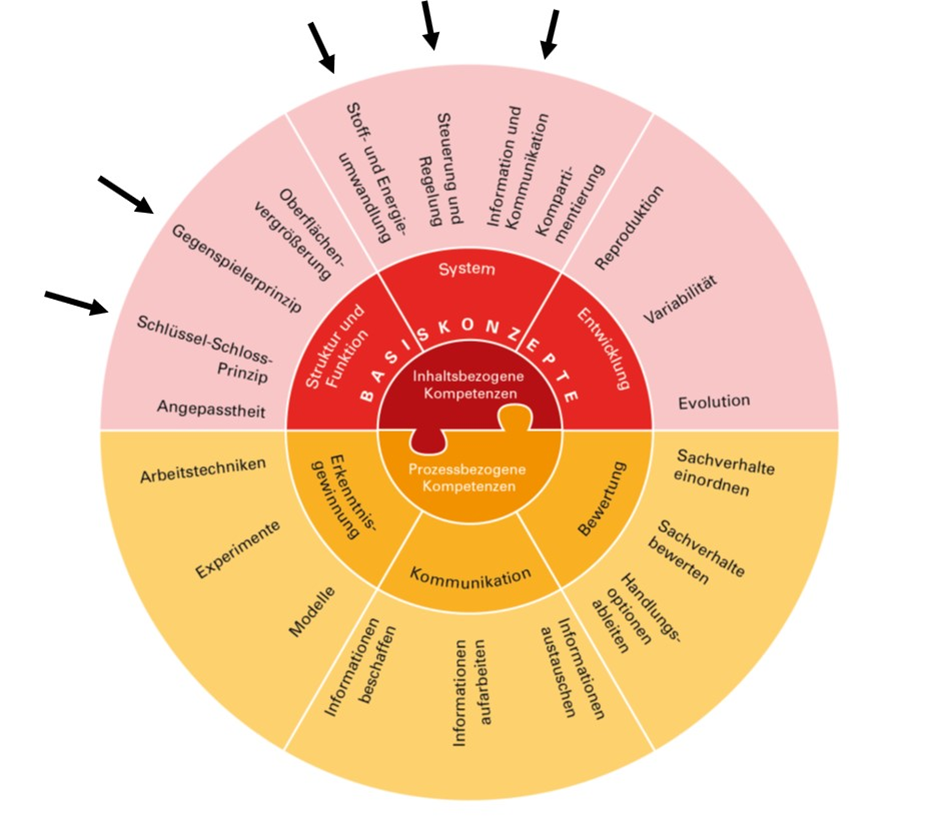 Stoff- und Energie-
umwandlung
Steuerung und
Regelung
Information und
Kommunikation
Komparti-
mentierung
Oberflächen-
vergrößerung
Gegenspielerprinzip
Schlüssel-Schloss-
Prinzip
Angepasstheit
Reproduktion
Variabilität
Evolution
System
Struktur und
Funktion
Entwicklung
BASISKONZEPTE
Inhaltsbezogene
Kompetenzen
Prozessbezogene
Kompetenzen
Erkenntnis-
gewinnung
Kommunikation
Bewertung
Arbeitstechniken
Experimente
Modelle
Informationen
beschaffen
Informationen
aufarbeiten
Informationen
austauschen
Handlungs-
optionen
ableiten
Sachverhalte
bewerten
Sachverhalte
einordnen